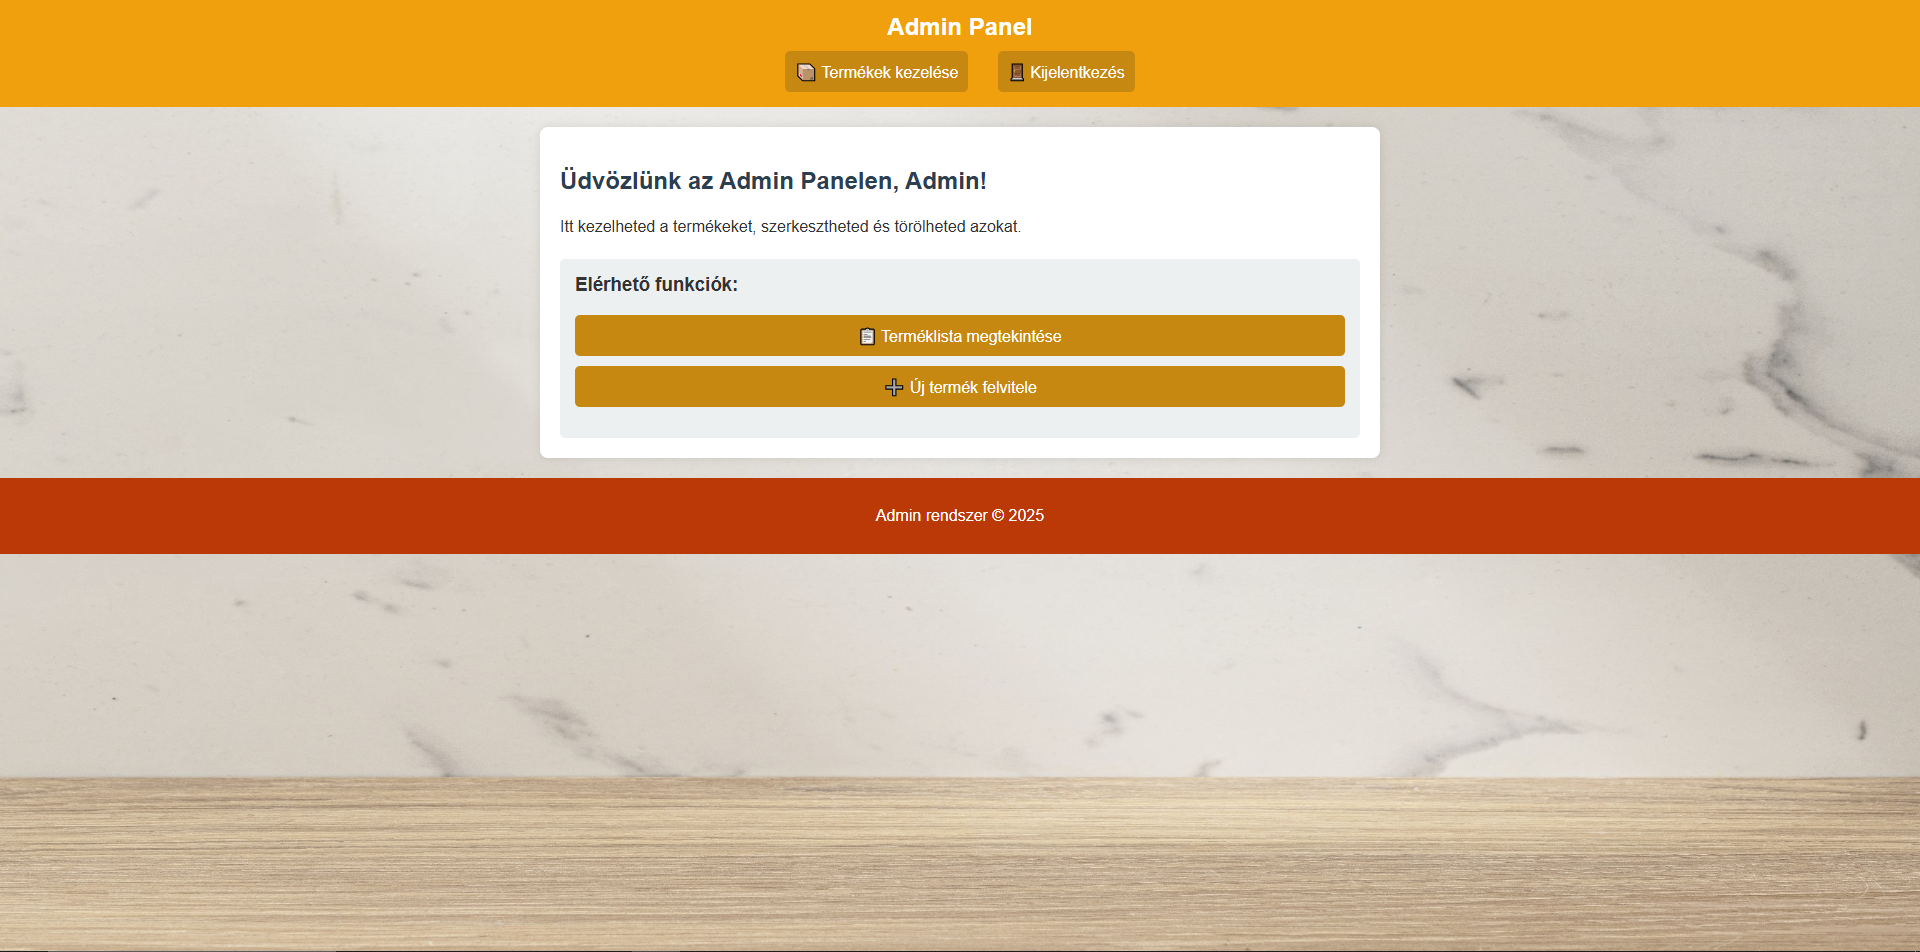 Admin Panel
Termékek kezelése
Kijelentkezés
Üdvözlünk az Admin Panelen, Admin!
Itt kezelheted a termékeket, szerkesztheted és törölheted azokat.
Elérhető funkciók:
Terméklista megtekintése
Új termék felvitele
Admin rendszer © 2025